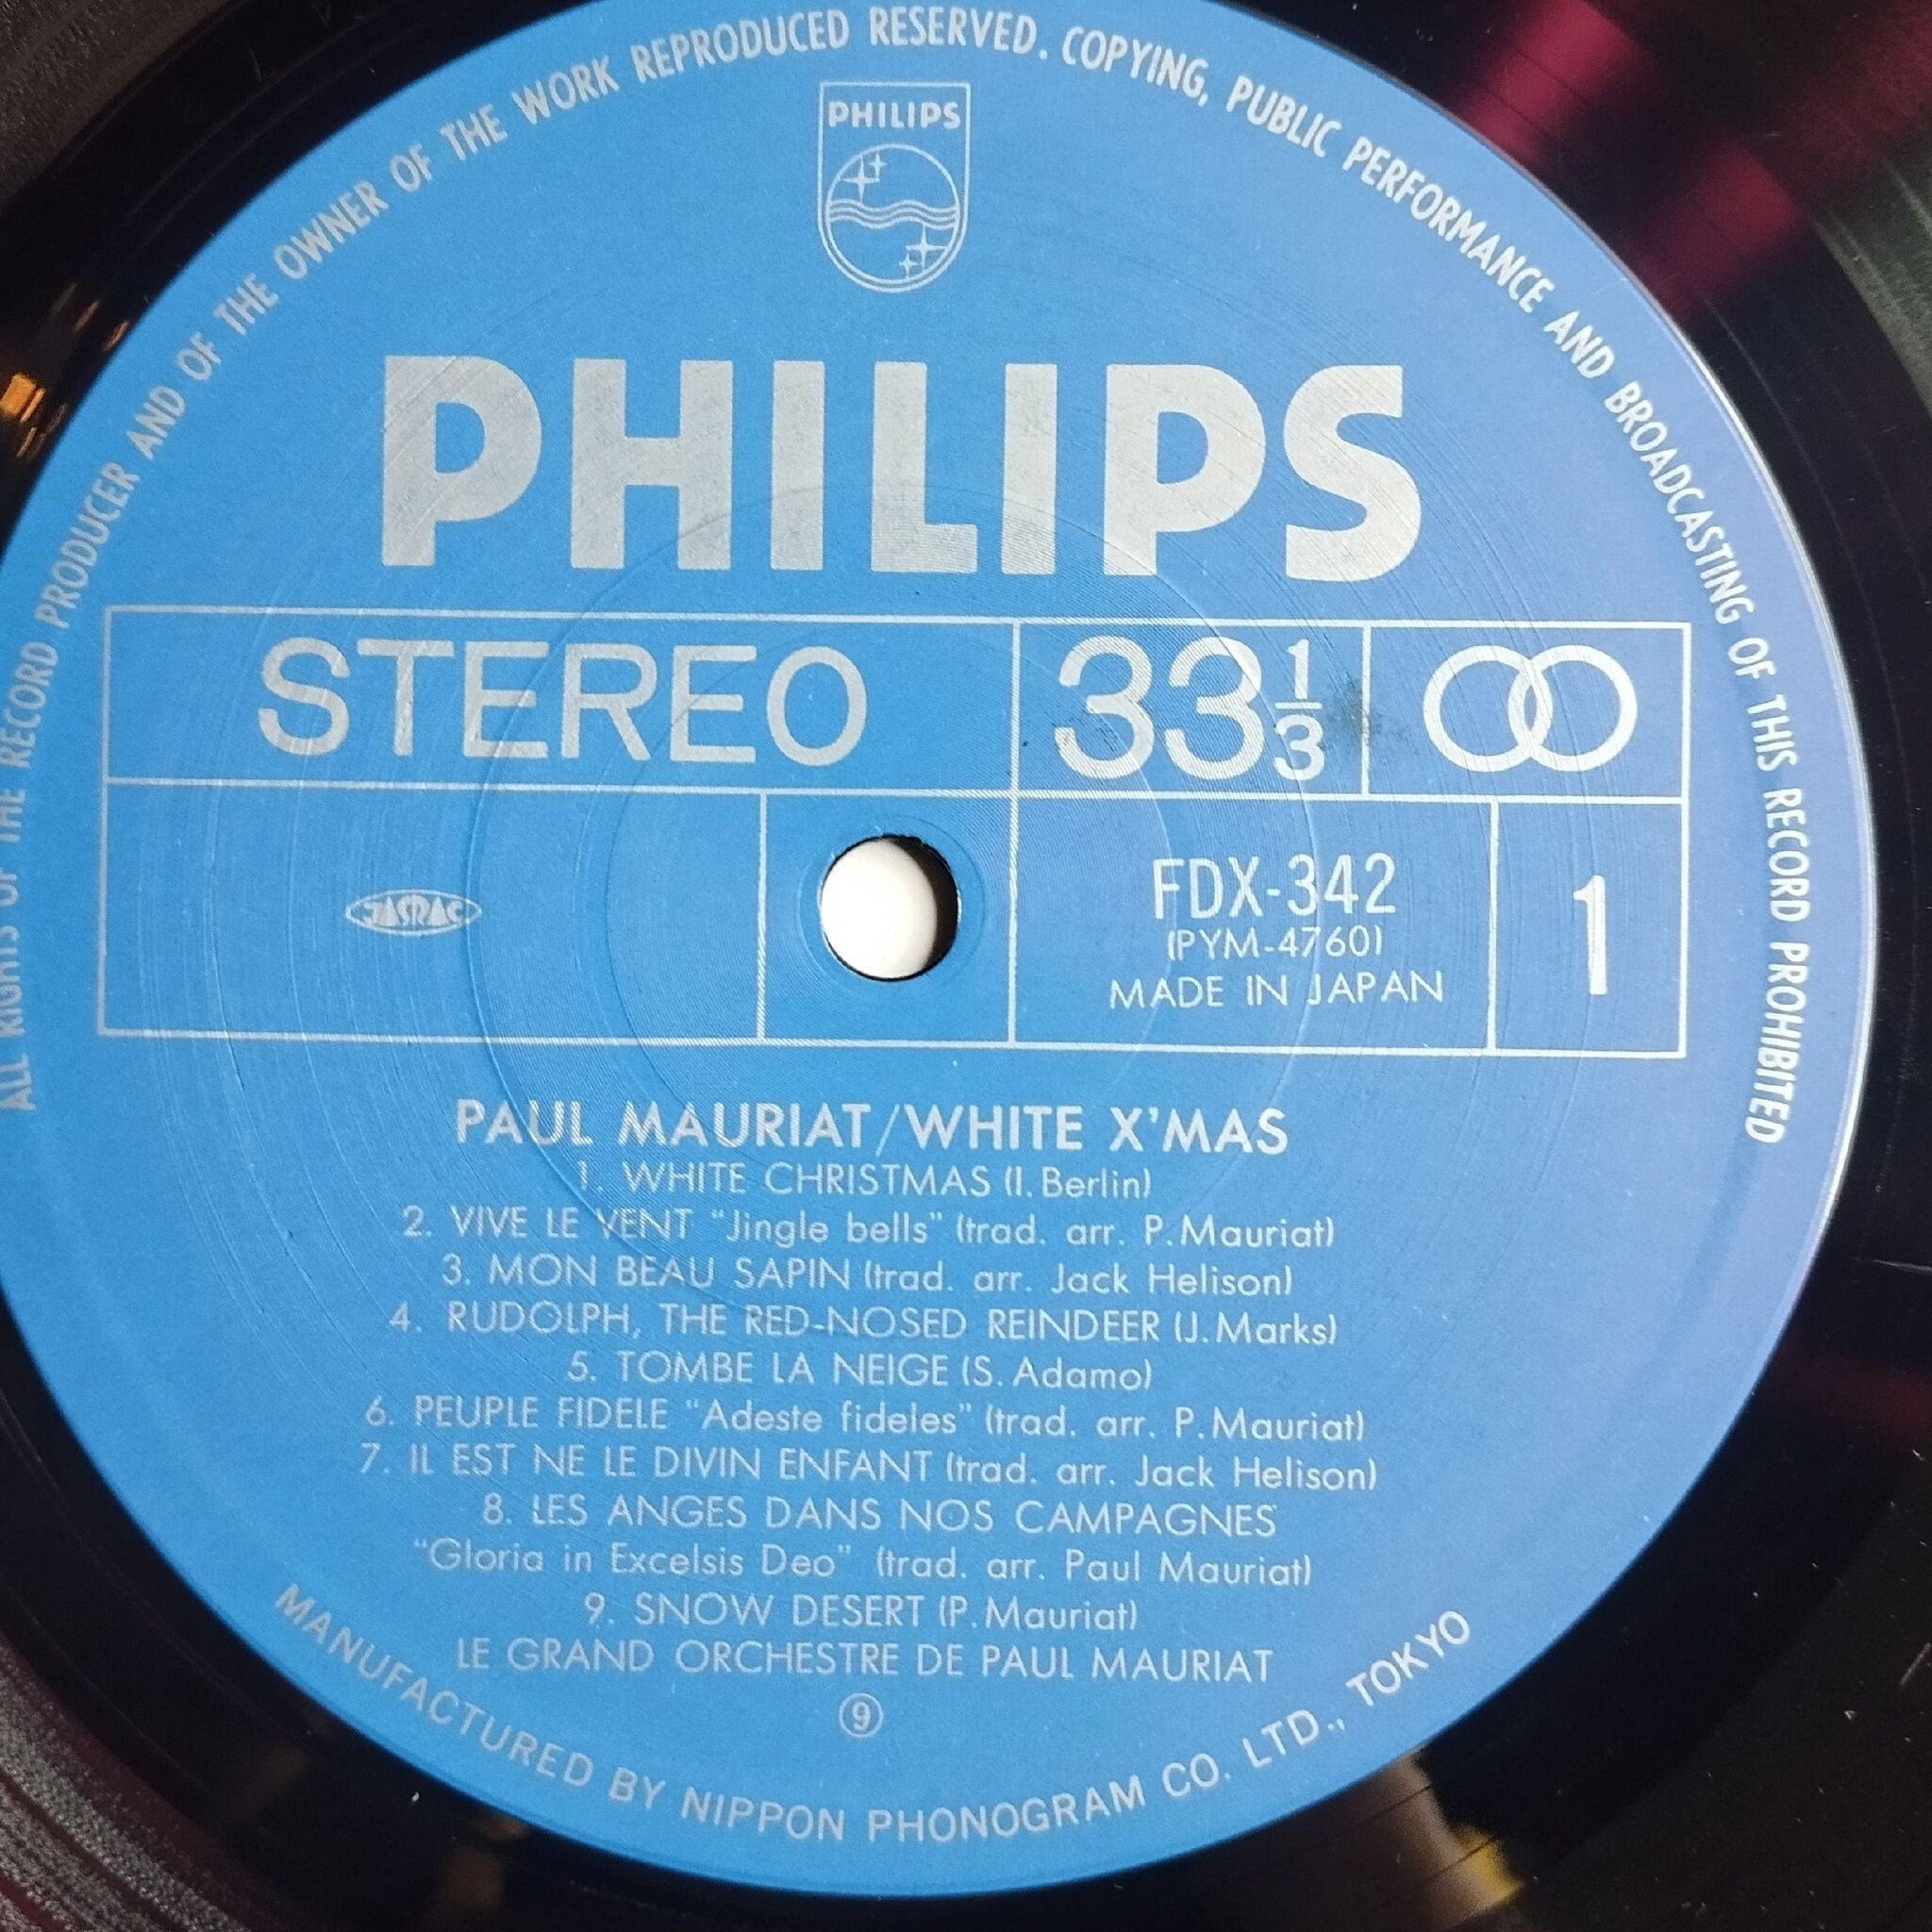 ALL RIGHTS OF THE RECORD PRODUCER AND OF THE OWNER OF THE WORK REPRODUCED RESERVED. COPYING, PUBLIC PERFORMANCE AND BROADCASTING OF THIS RECORD PROHIBITED
PHILIPS
PHILIPS
STEREO 33 1/3
JASRAC
FDX-342
(PYM-4760)
MADE IN JAPAN
1
PAUL MAURIAT/WHITE X'MAS
1. WHITE CHRISTMAS (I. Berlin)
2. VIVE LE VENT "Jingle bells" (trad. arr. P. Mauriat)
3. MON BEAU SAPIN (trad. arr. Jack Helison)
4. RUDOLPH, THE RED-NOSED REINDEER (J. Marks)
5. TOMBE LA NEIGE (S. Adamo)
6. PEUPLE FIDELE "Adeste fideles" (trad. arr. P. Mauriat)
7. IL EST NE LE DIVIN ENFANT (trad. arr. Jack Helison)
8. LES ANGES DANS NOS CAMPAGNES
"Gloria in Excelsis Deo" (trad. arr. Paul Mauriat)
9. SNOW DESERT (P. Mauriat)
LE GRAND ORCHESTRE DE PAUL MAURIAT
⑨
MANUFACTURED BY NIPPON PHONOGRAM CO. LTD., TOKYO